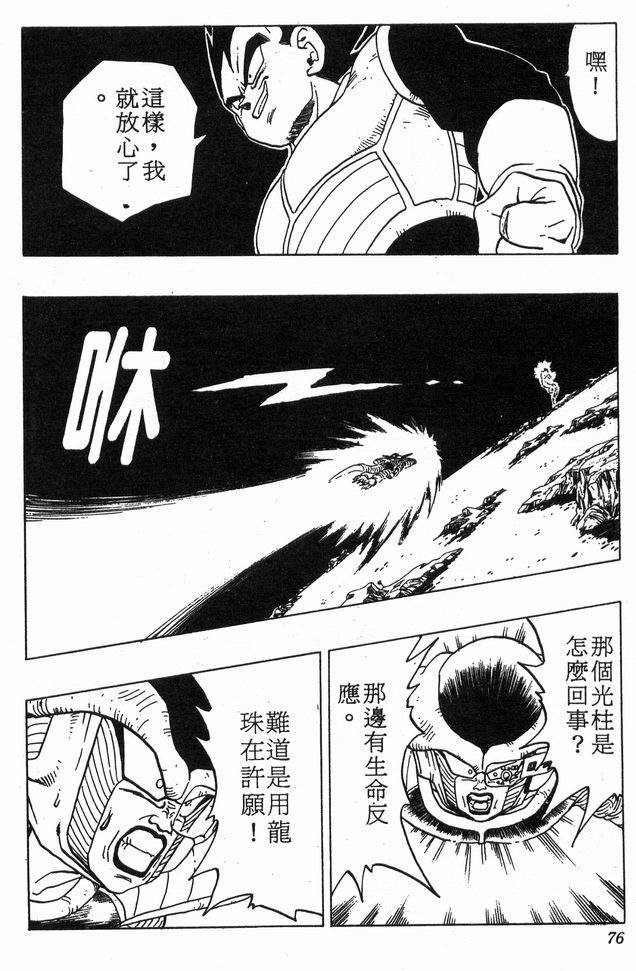 嘿！
這樣，我
就放心了
。
咻
那個光柱是
怎麼回事？
那邊有生命反
應。
難道是用龍
珠在許願！
76